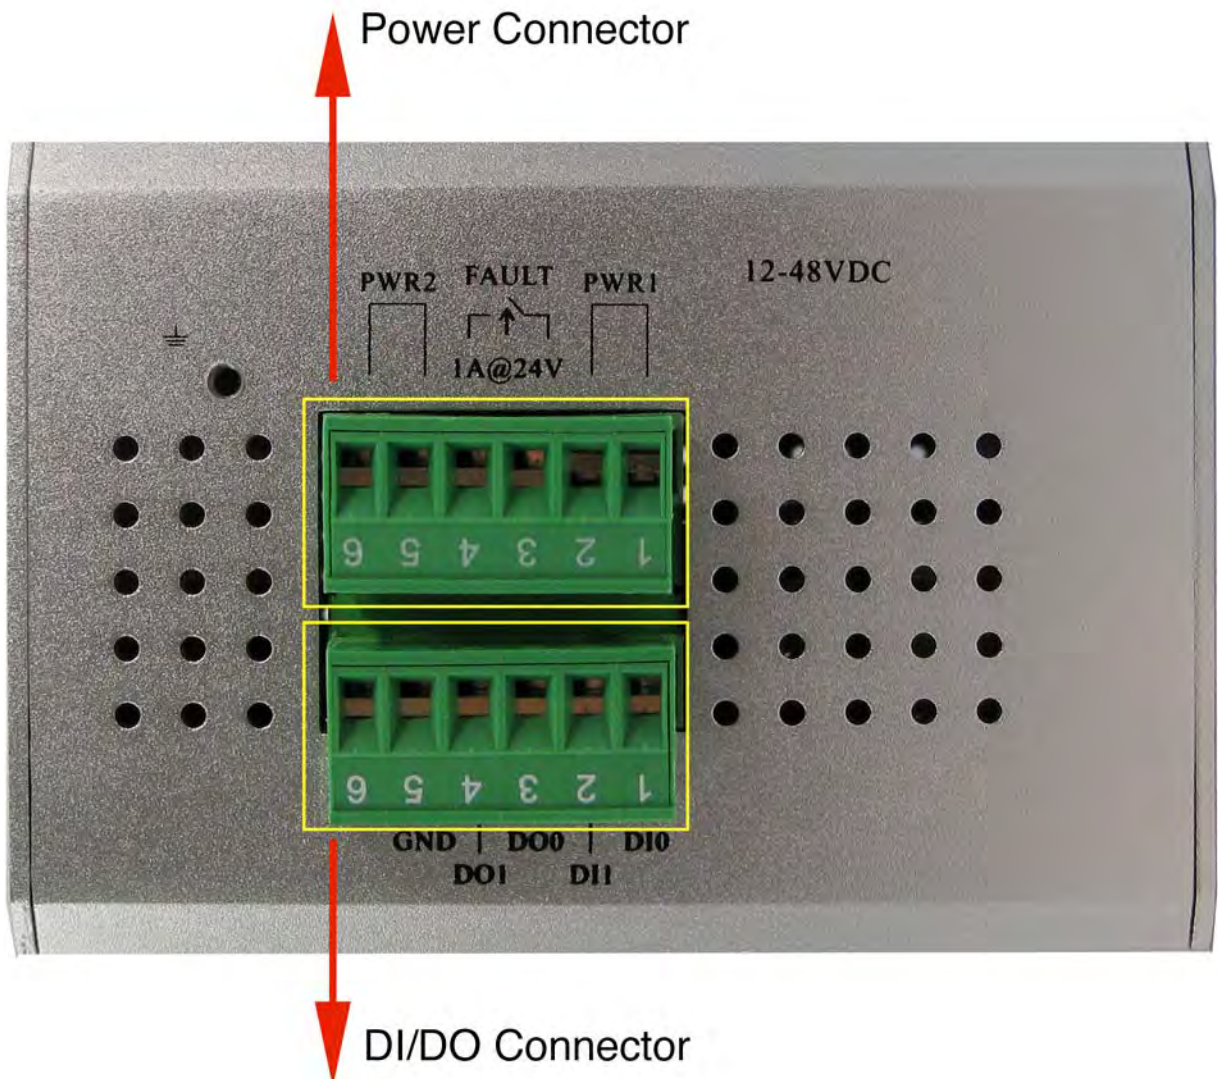 Power Connector
PWR2 FAULT PWR1 12-48VDC
1A@24V
6 5 4 3 2 1
6 5 4 3 2 1
GND DO0 DI0
DO1 DI1
DI/DO Connector